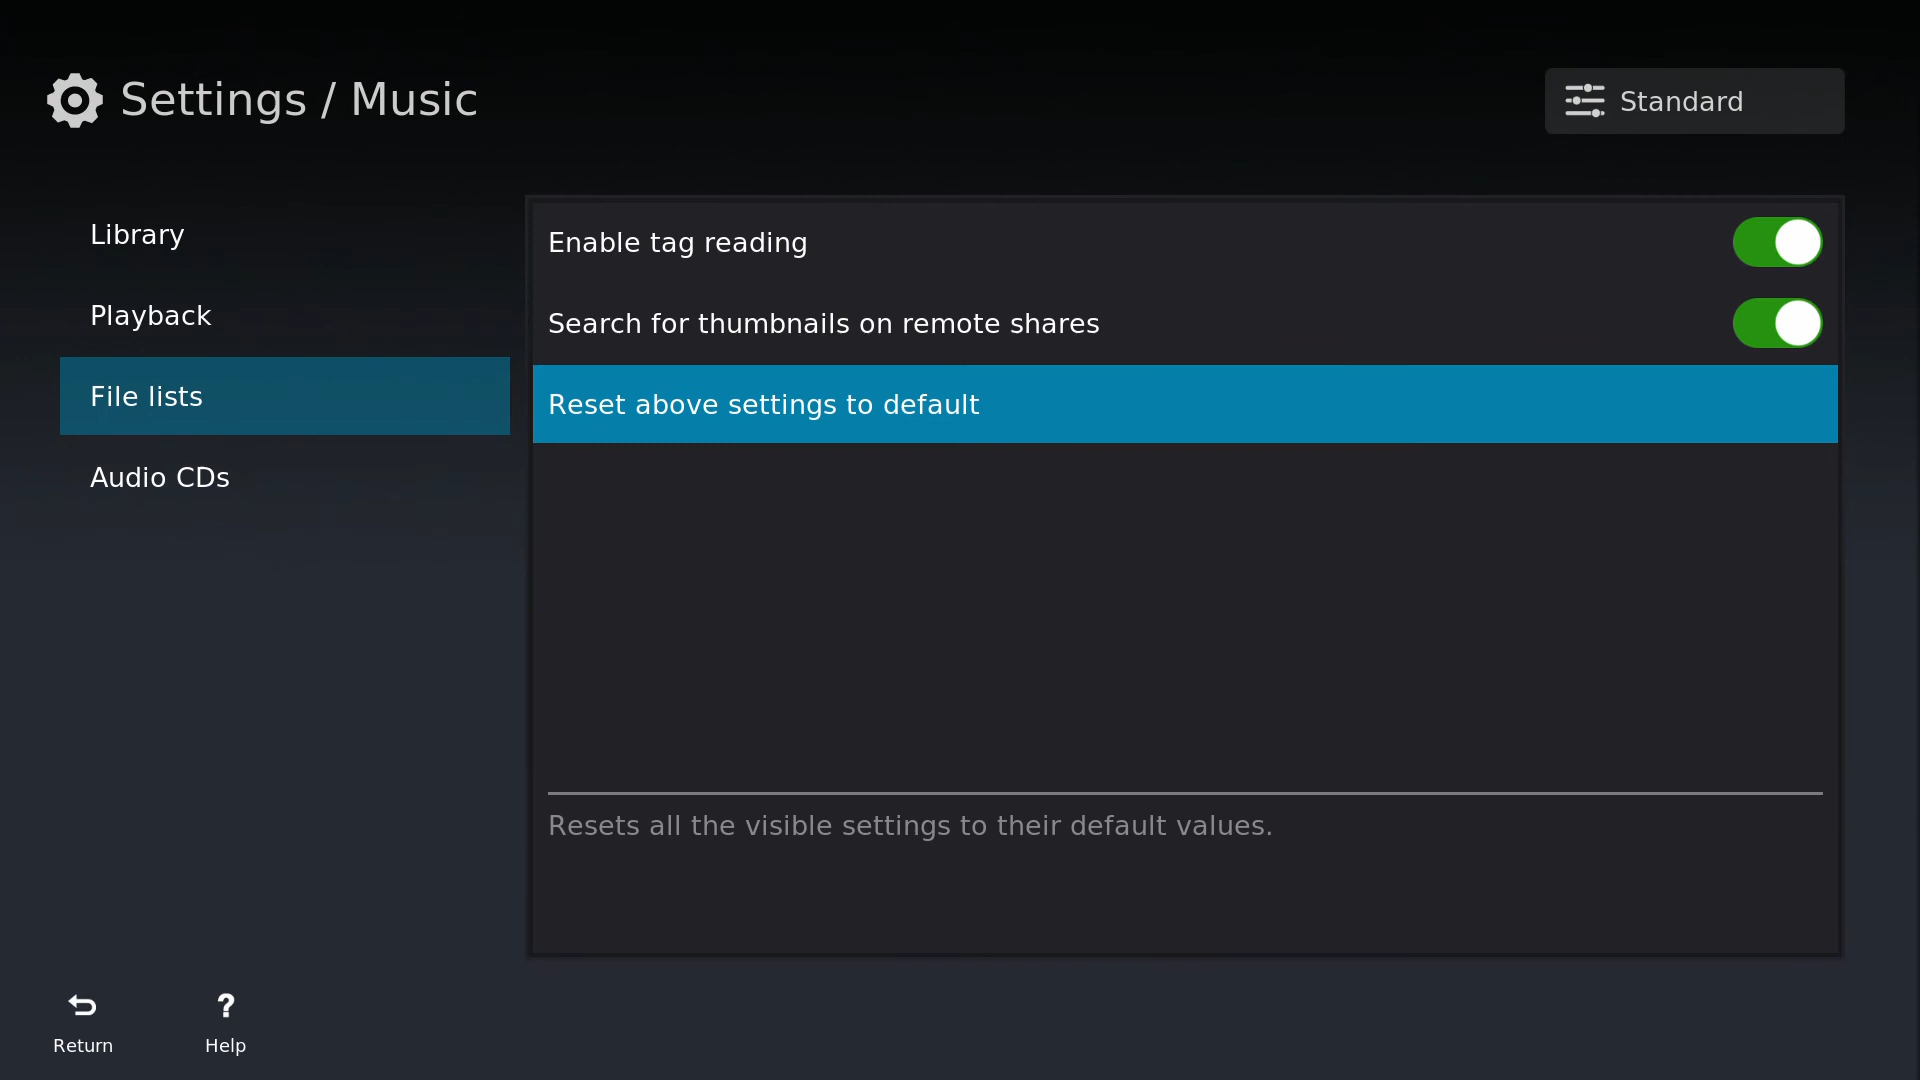 Settings / Music
Standard
Library
Playback
File lists
Audio CDs
Enable tag reading
Search for thumbnails on remote shares
Reset above settings to default
Resets all the visible settings to their default values.
Return
Help